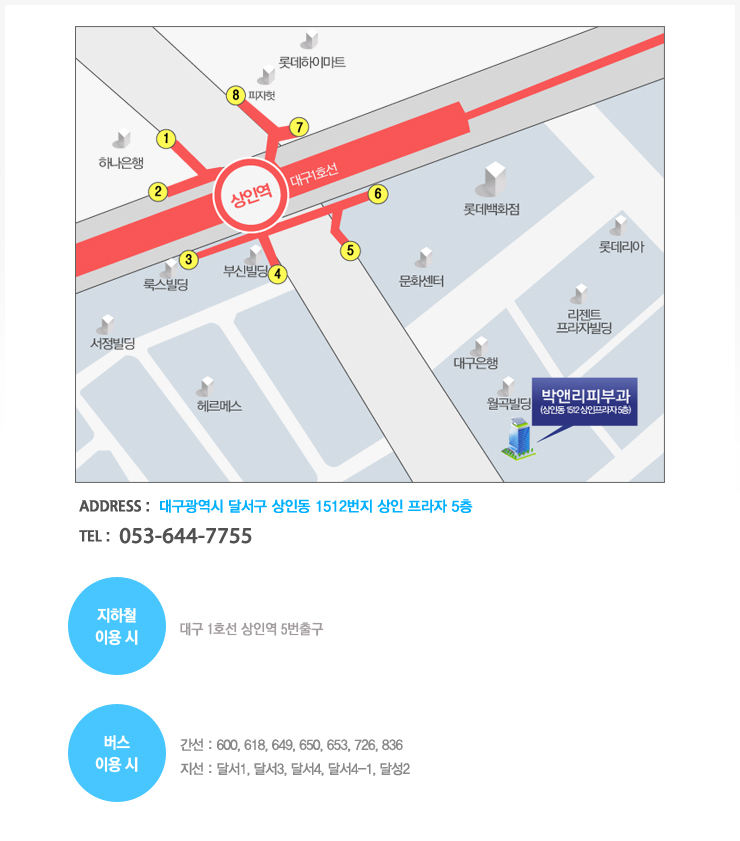 롯데하이마트
8
피자헛
7
1
하나은행
2
대구1호선
상인역
6
롯데백화점
3
룩스빌딩
부신빌딩
4
5
롯데리아
문화센터
리젠트
프라자빌딩
서정빌딩
대구은행
헤르메스
월곡빌딩
박앤리피부과
(상인동 1512 상인프라자 5층)
ADDRESS : 대구광역시 달서구 상인동 1512번지 상인 프라자 5층
TEL : 053-644-7755
지하철
이용 시
대구 1호선 상인역 5번출구
버스
이용 시
간선 : 600, 618, 649, 650, 653, 726, 836
지선 : 달서1, 달서3, 달서4, 달서4-1, 달성2